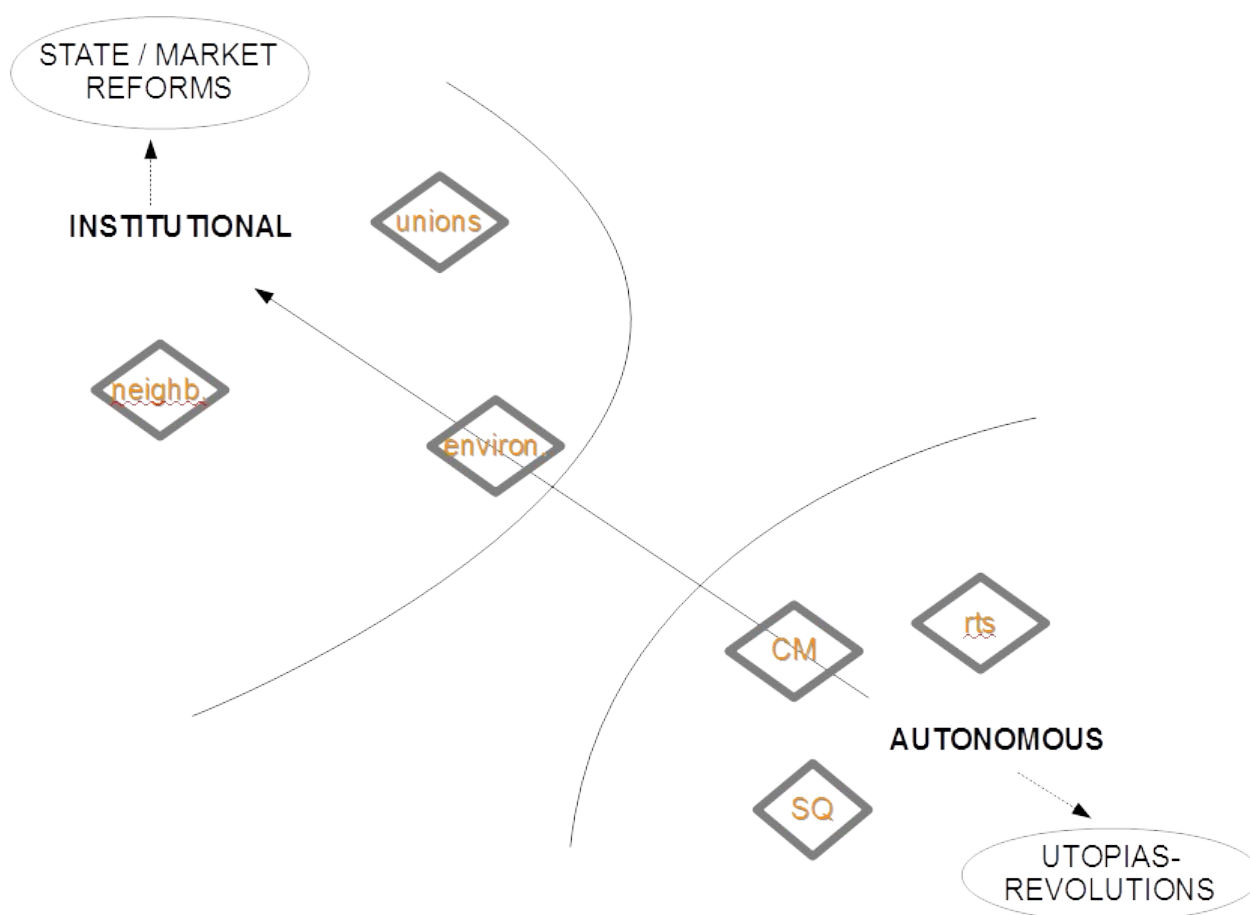 STATE / MARKET
REFORMS
INSTITUTIONAL
unions
neighb.
environ.
CM
rts
AUTONOMOUS
SQ
UTOPIAS-
REVOLUTIONS